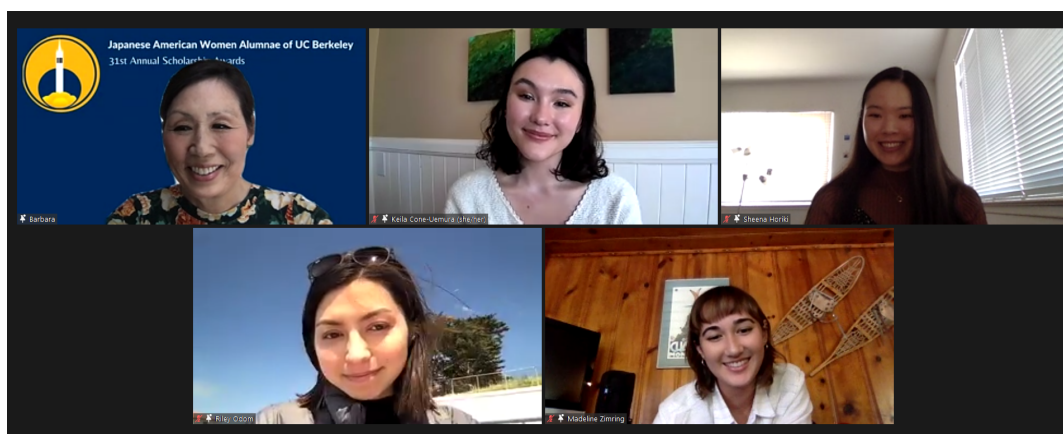 Japanese American Women Alumnae of UC Berkeley
31st Annual Scholarship Awards
Barbara
Keila Cone-Uemura (she/her)
Sheena Horiki
Riley Odom
Madeline Zimring